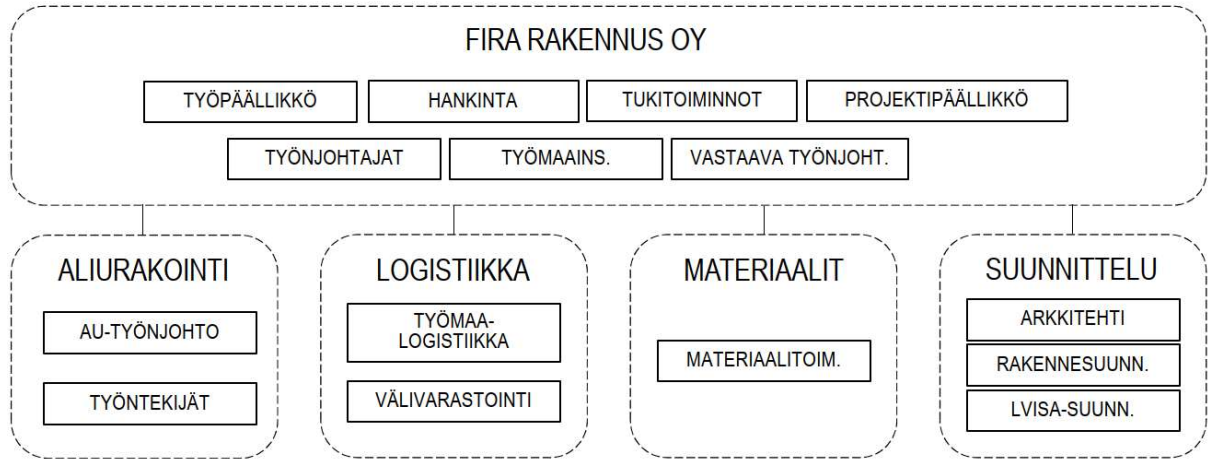 FIRA RAKENNUS OY
TYÖPÄÄLLIKKÖ
HANKINTA
TUKITOIMINNOT
PROJEKTIPÄÄLLIKKÖ
TYÖNJOHTAJAT
TYÖMAAINS.
VASTAAVA TYÖNJOHT.
ALIURAKOINTI
AU-TYÖNJOHTO
TYÖNTEKIJÄT
LOGISTIIKKA
TYÖMAA-
LOGISTIIKKA
VÄLIVARASTOINTI
MATERIAALIT
MATERIAALITOIM.
SUUNNITTELU
ARKKITEHTI
RAKENNESUUNN.
LVISA-SUUNN.